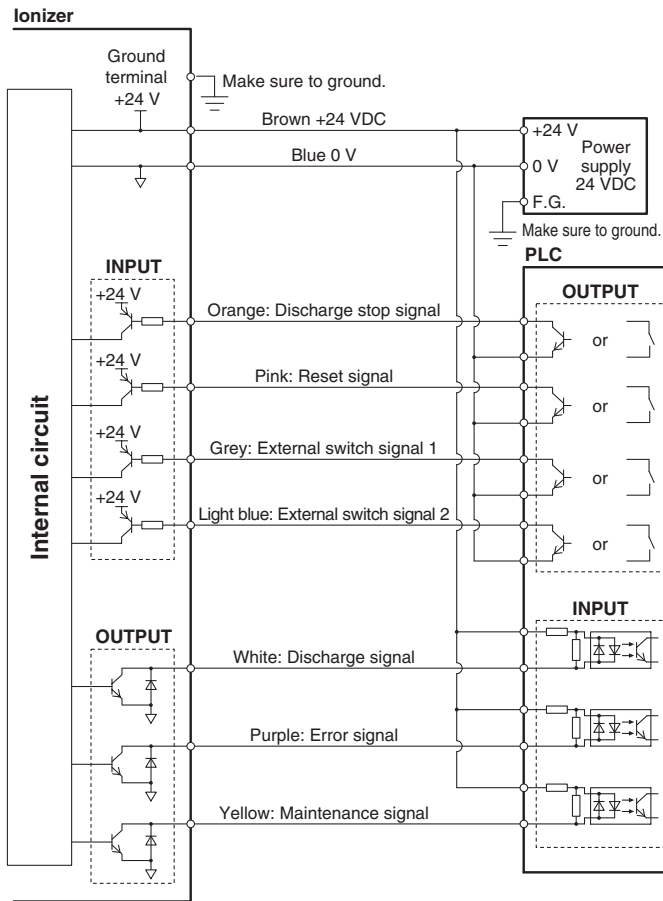 Ionizer
Ground
terminal
+24 V
Make sure to ground.
Brown +24 VDC
Blue 0 V
+24 V
0 V
F.G.
Power
supply
24 VDC
Make sure to ground.
PLC
INPUT
OUTPUT
+24 V
Orange: Discharge stop signal
or
+24 V
Pink: Reset signal
or
+24 V
Grey: External switch signal 1
or
+24 V
Light blue: External switch signal 2
or
Internal circuit
INPUT
OUTPUT
White: Discharge signal
Purple: Error signal
Yellow: Maintenance signal